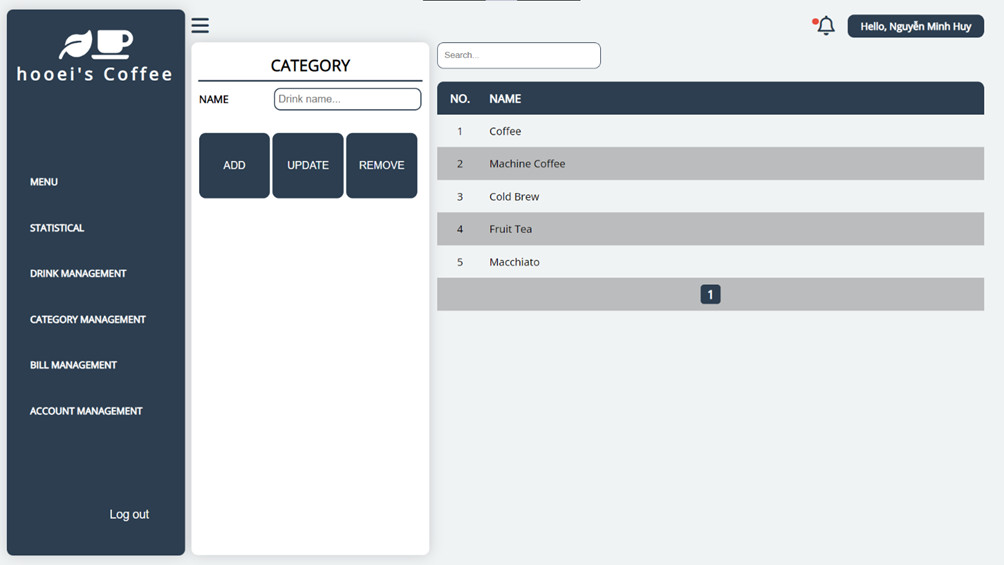 hooei's Coffee
MENU
STATISTICAL
DRINK MANAGEMENT
CATEGORY MANAGEMENT
BILL MANAGEMENT
ACCOUNT MANAGEMENT
Log out
CATEGORY
NAME Drink name...
ADD UPDATE REMOVE
Hello, Nguyễn Minh Huy
Search...
NO. NAME
1 Coffee
2 Machine Coffee
3 Cold Brew
4 Fruit Tea
5 Macchiato
1